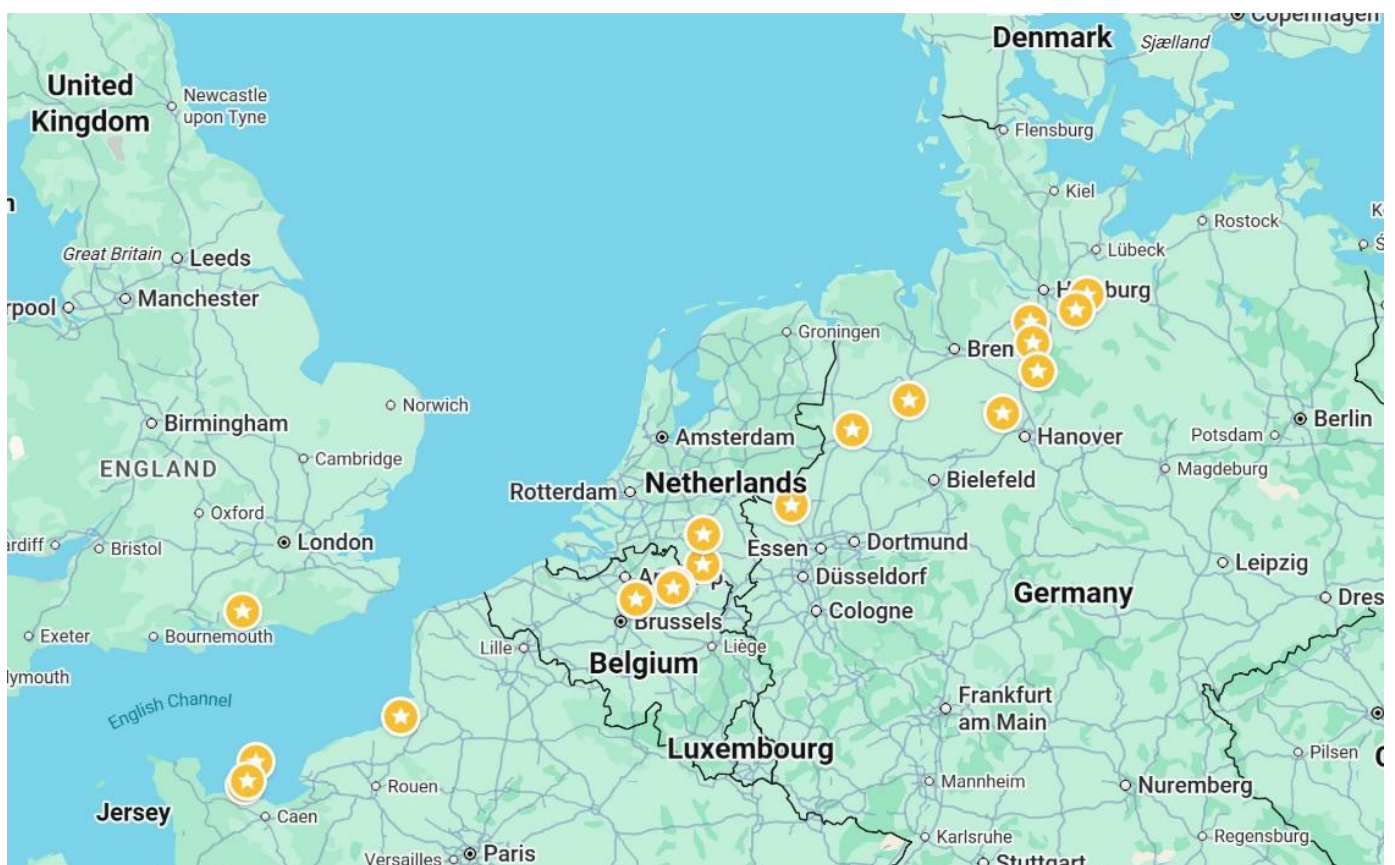 Copenhagen
Denmark
Sjælland
United
Kingdom
Newcastle
upon Tyne
Flensburg
Kiel
Rostock
Great Britain
Leeds
Lübeck
Manchester
Groningen
Norwich
Birmingham
Amsterdam
Hanover
Berlin
Potsdam
ENGLAND
Cambridge
Rotterdam
Netherlands
Bielefeld
Magdeburg
Oxford
Bristol
London
Essen
Dortmund
Leipzig
Düsseldorf
Germany
Cologne
Exeter
Bournemouth
Brussels
Lille
Belgium
Liège
English Channel
Frankfurt
am Main
Luxembourg
Pilsen
Jersey
Rouen
Mannheim
Nuremberg
Caen
Karlsruhe
Regensburg
Versailles
Paris
Stuttgart